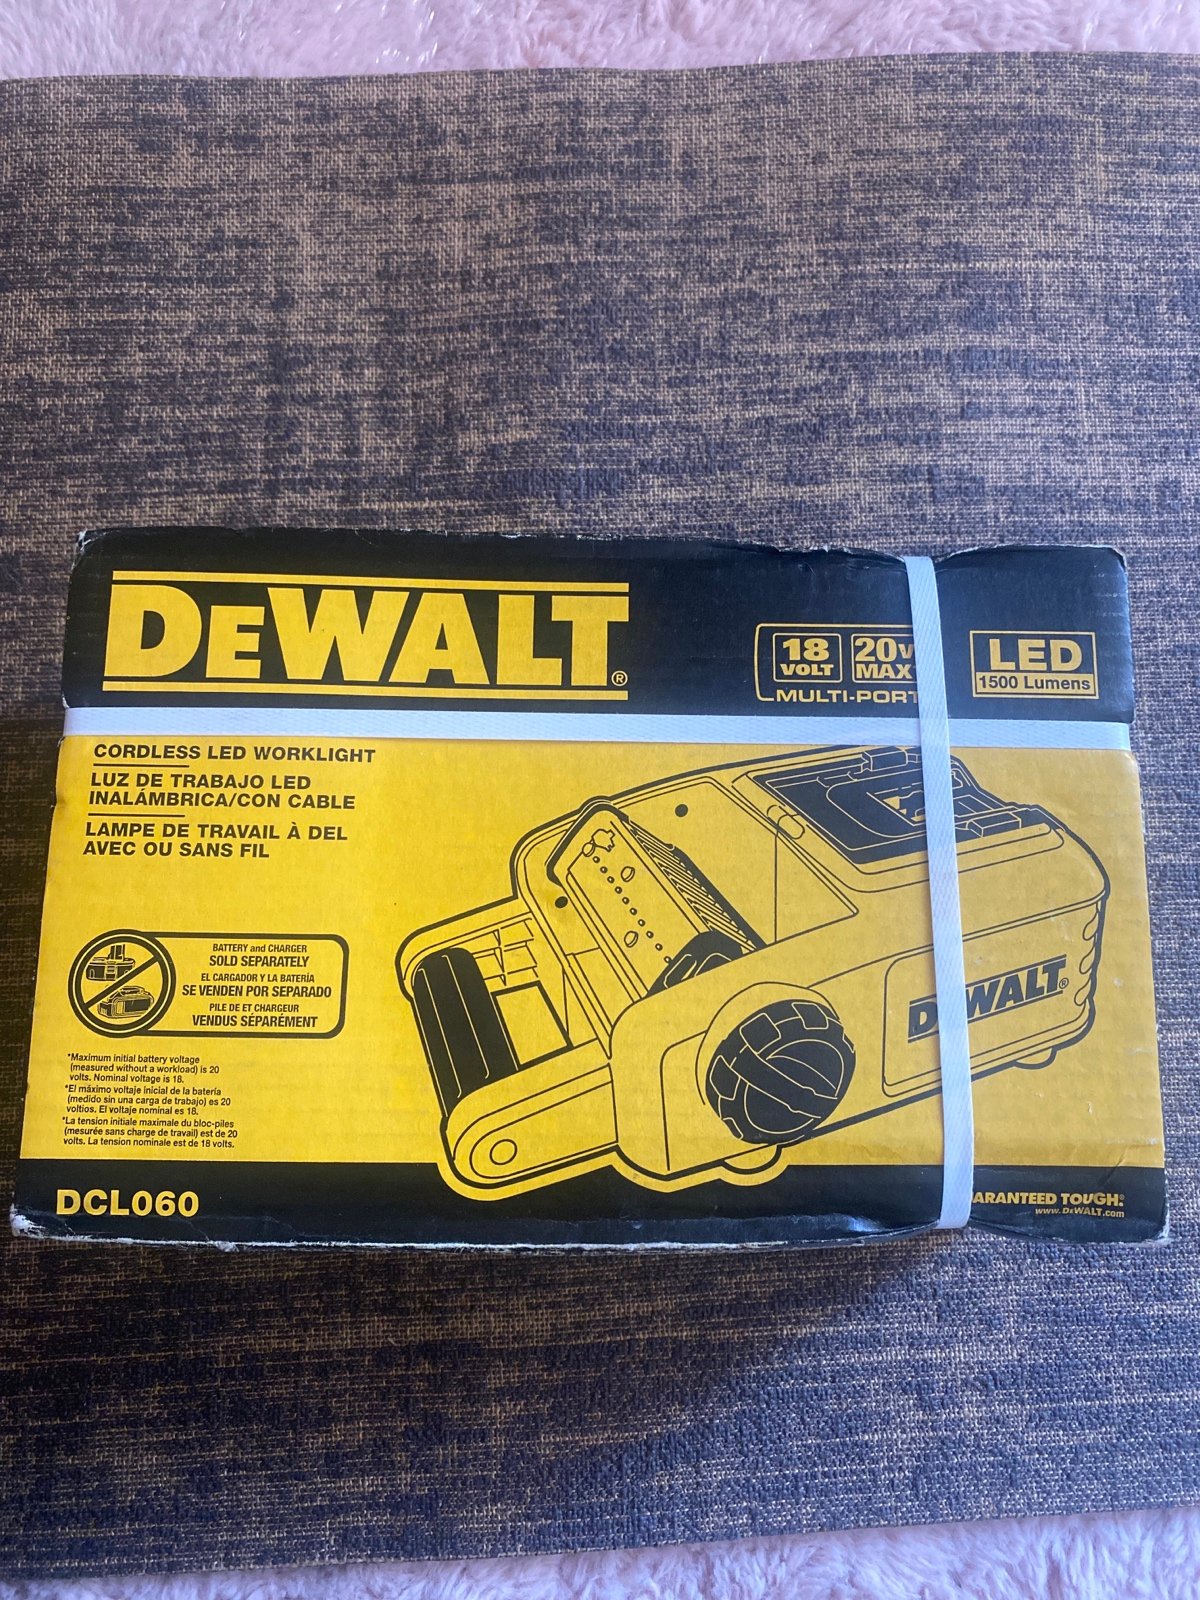 DEWALT®
18 VOLT
20V MAX
MULTI-PORT
LED
1500 Lumens
CORDLESS LED WORKLIGHT
LUZ DE TRABAJO LED
INALÁMBRICA/CON CABLE
LAMPE DE TRAVAIL À DEL
AVEC OU SANS FIL
BATTERY and CHARGER
SOLD SEPARATELY
EL CARGADOR Y LA BATERÍA
SE VENDEN POR SEPARADO
PILE DE ET CHARGEUR
VENDUS SÉPARÉMENT
*Maximum initial battery voltage
(measured without a workload) is 20
volts. Nominal voltage is 18.
*El máximo voltaje inicial de la batería
(medido sin una carga de trabajo) es 20
voltios. El voltaje nominal es 18.
*La tension initiale maximale du bloc-piles
(mesurée sans charge de travail) est de 20
volts. La tension nominale est de 18 volts.
DEWALT®
DCL060
ARANTEED TOUGH®
www.DEWALT.com